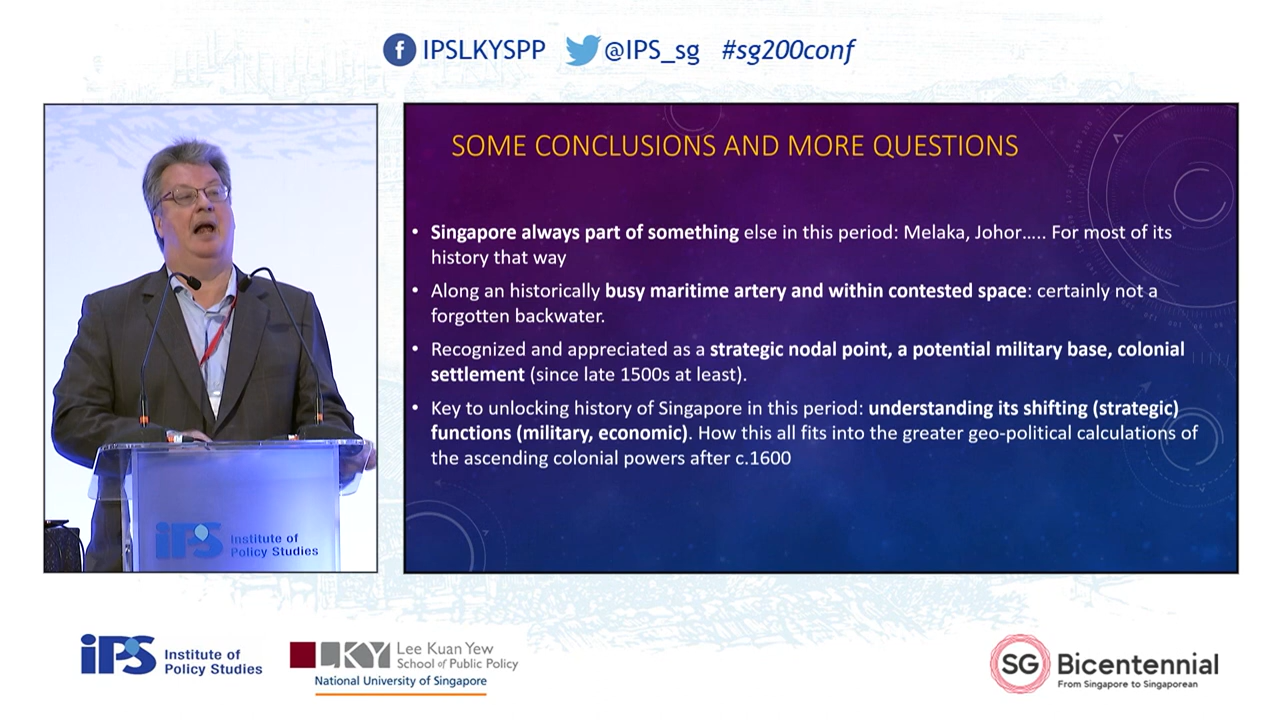 IPSLKYSPP @IPS_sg #sg200conf
SOME CONCLUSIONS AND MORE QUESTIONS
• Singapore always part of something else in this period: Melaka, Johor..... For most of its
history that way
• Along an historically busy maritime artery and within contested space: certainly not a
forgotten backwater.
• Recognized and appreciated as a strategic nodal point, a potential military base, colonial
settlement (since late 1500s at least).
• Key to unlocking history of Singapore in this period: understanding its shifting (strategic)
functions (military, economic). How this all fits into the greater geo-political calculations of
the ascending colonial powers after c.1600
iPS Institute of
Policy Studies
iPS Institute of
Policy Studies
LKY Lee Kuan Yew
School of Public Policy
National University of Singapore
SG Bicentennial
From Singapore to Singaporean